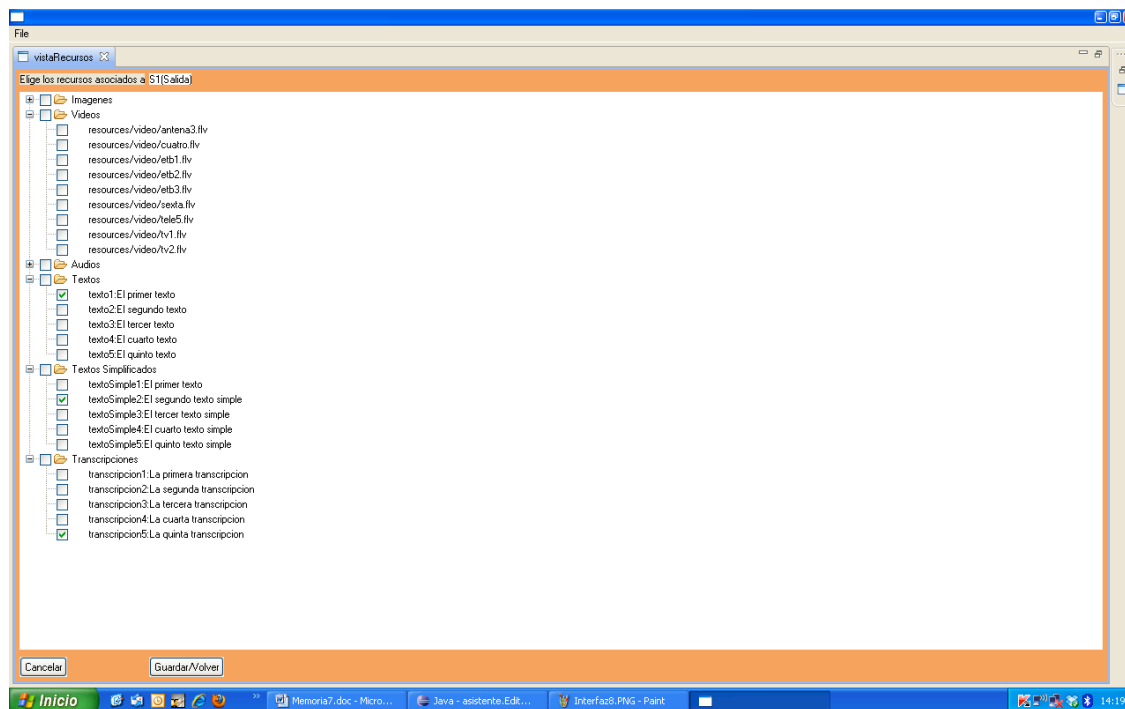 File
vistaRecursos
Elige los recursos asociados a S1(Salida)
Imagenes
Videos
resources/video/antena3.flv
resources/video/cuatro.flv
resources/video/etb1.flv
resources/video/etb2.flv
resources/video/etb3.flv
resources/video/sexta.flv
resources/video/tele5.flv
resources/video/tv1.flv
resources/video/tv2.flv
Audios
Textos
texto1:El primer texto
texto2:El segundo texto
texto3:El tercer texto
texto4:El cuarto texto
texto5:El quinto texto
Textos Simplificados
textoSimple1:El primer texto
textoSimple2:El segundo texto simple
textoSimple3:El tercer texto simple
textoSimple4:El cuarto texto simple
textoSimple5:El quinto texto simple
Transcripciones
transcripcion1:La primera transcripcion
transcripcion2:La segunda transcripcion
transcripcion3:La tercera transcripcion
transcripcion4:La cuarta transcripcion
transcripcion5:La quinta transcripcion
Cancelar Guardar/Volver
Inicio Memoria7.doc - Micro... Java - asistente.Edit... Interfaz8.PNG - Paint 14:19